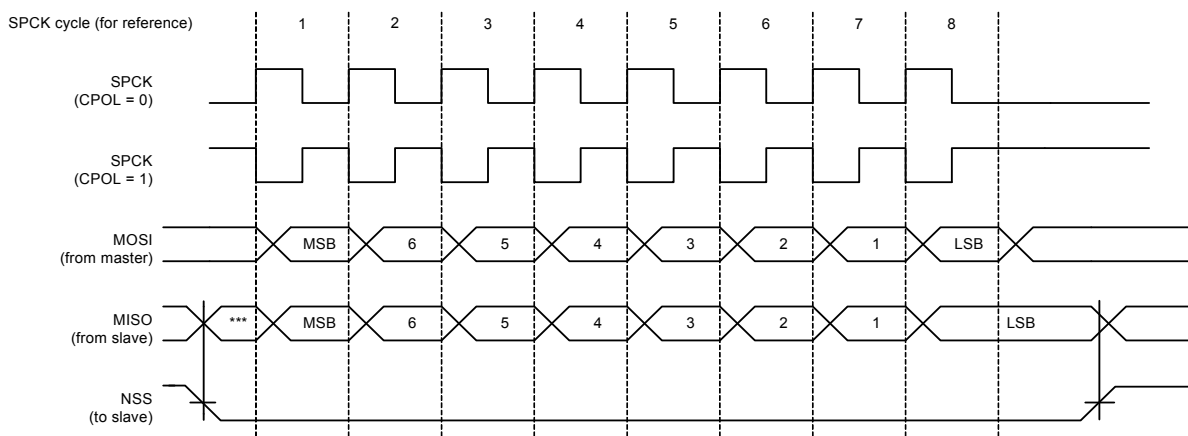 SPCK cycle (for reference) 1 2 3 4 5 6 7 8
SPCK
(CPOL = 0)
SPCK
(CPOL = 1)
MOSI
(from master)
MSB 6 5 4 3 2 1 LSB
MISO
(from slave)
*** MSB 6 5 4 3 2 1 LSB
NSS
(to slave)